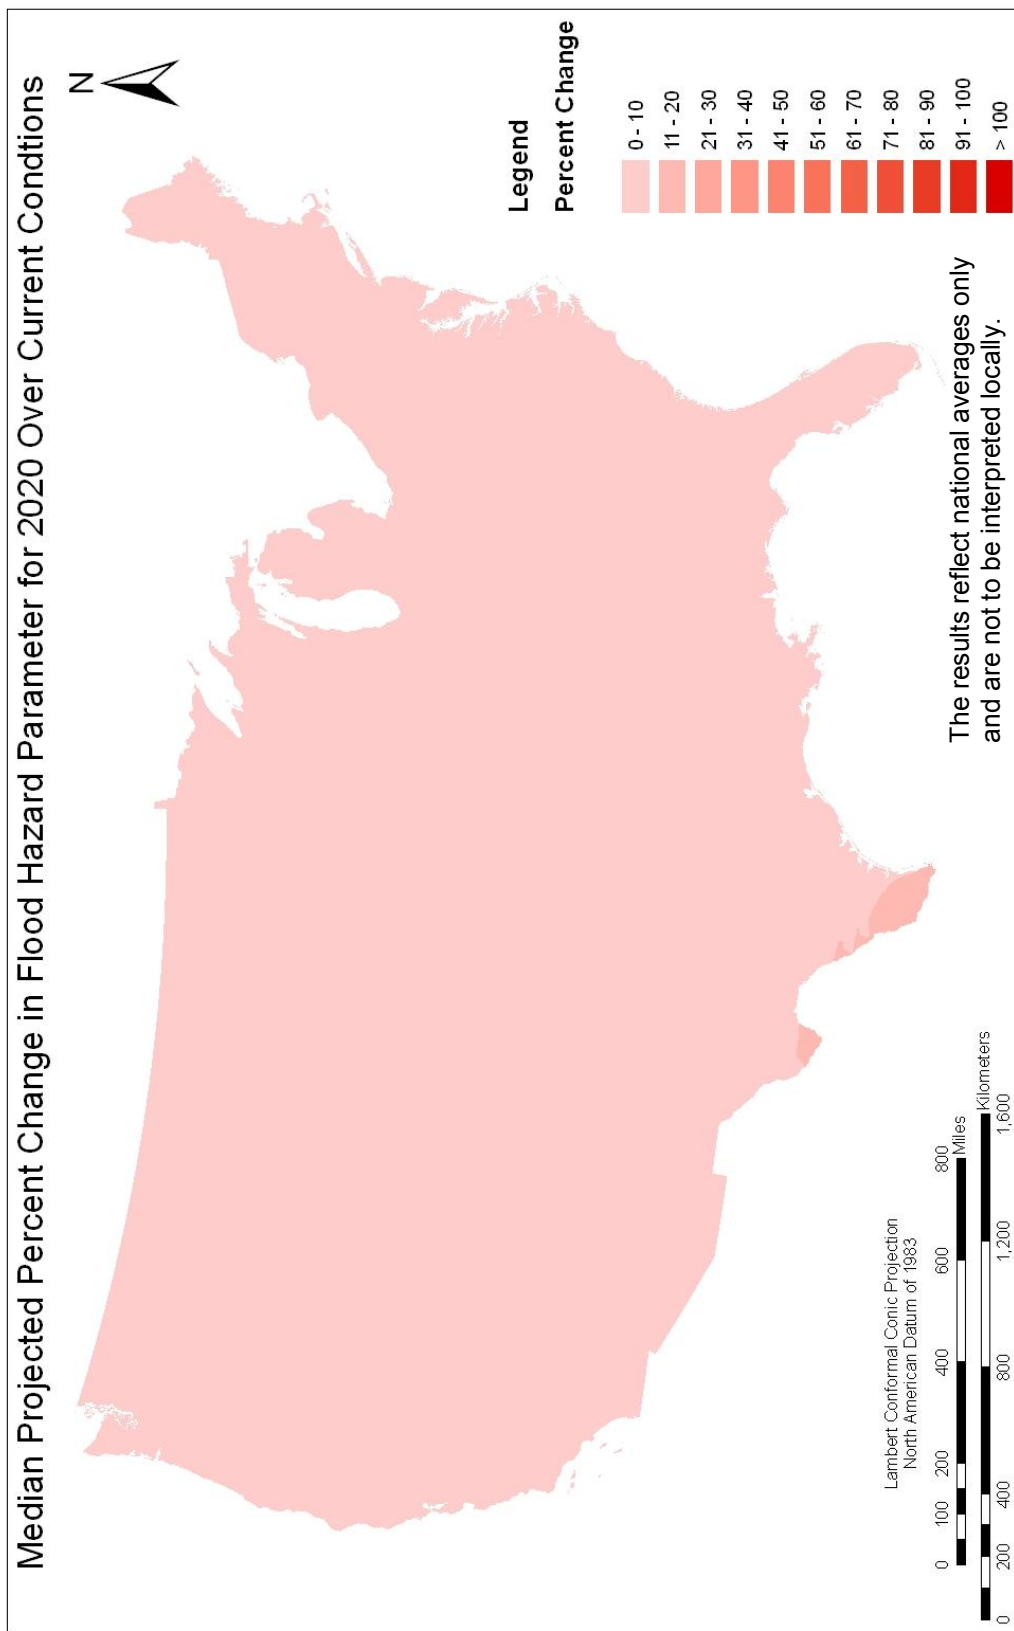 Median Projected Percent Change in Flood Hazard Parameter for 2020 Over Current Condtions
N
Legend
Percent Change
0 - 10
11 - 20
21 - 30
31 - 40
41 - 50
51 - 60
61 - 70
71 - 80
81 - 90
91 - 100
> 100
The results reflect national averages only
and are not to be interpreted locally.
Lambert Conformal Conic Projection
North American Datum of 1983
0 100 200 400 600 800
Miles
Kilometers
0 200 400 800 1,200 1,600